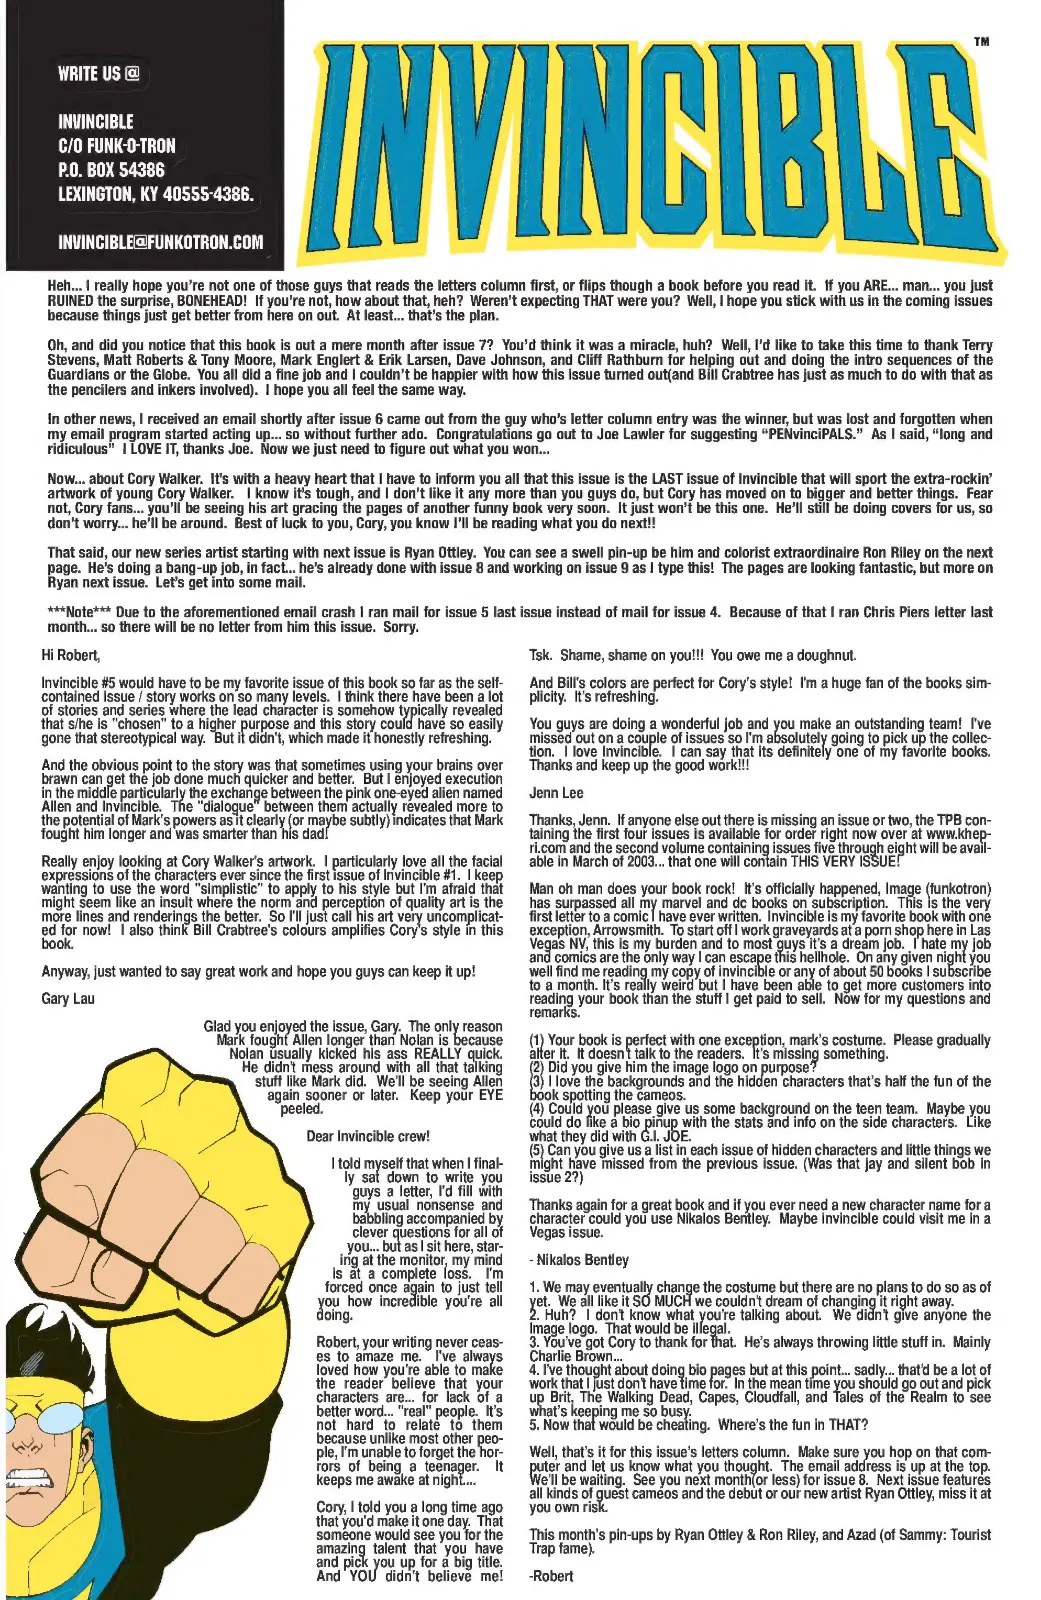 WRITE US @
INVINCIBLE
C/O FUNK-O-TRON
P.O. BOX 54386
LEXINGTON, KY 40555-4386.
INVINCIBLE@FUNKOTRON.COM
INVINCIBLE
TM
Heh... I really hope you're not one of those guys that reads the letters column first, or flips though a book before you read it. If you ARE... man... you just
RUINED the surprise, BONEHEAD! If you're not, how about that, heh? Weren't expecting THAT were you? Well, I hope you stick with us in the coming issues
because things just get better from here on out. At least... that's the plan.
Oh, and did you notice that this book is out a mere month after issue 7? You'd think it was a miracle, huh? Well, I'd like to take this time to thank Terry
Stevens, Matt Roberts & Tony Moore, Mark Englert & Erik Larsen, Dave Johnson, and Cliff Rathburn for helping out and doing the intro sequences of the
Guardians or the Globe. You all did a fine job and I couldn't be happier with how this issue turned out(and Bill Crabtree has just as much to do with that as
the pencilers and inkers involved). I hope you all feel the same way.
In other news, I received an email shortly after issue 6 came out from the guy who's letter column entry was the winner, but was lost and forgotten when
my email program started acting up... so without further ado. Congratulations go out to Joe Lawler for suggesting "PENvinciPALS." As I said, "long and
ridiculous" I LOVE IT, thanks Joe. Now we just need to figure out what you won...
Now... about Cory Walker. It's with a heavy heart that I have to inform you all that this issue is the LAST issue of Invincible that will sport the extra-rockin'
artwork of young Cory Walker. I know it's tough, and I don't like it any more than you guys do, but Cory has moved on to bigger and better things. Fear
not, Cory fans... you'll be seeing his art gracing the pages of another funny book very soon. It just won't be this one. He'll still be doing covers for us, so
don't worry... he'll be around. Best of luck to you, Cory, you know I'll be reading what you do next!!
That said, our new series artist starting with next issue is Ryan Ottley. You can see a swell pin-up be him and colorist extraordinaire Ron Riley on the next
page. He's doing a bang-up job, in fact... he's already done with issue 8 and working on issue 9 as I type this! The pages are looking fantastic, but more on
Ryan next issue. Let's get into some mail.
***Note*** Due to the aforementioned email crash I ran mail for issue 5 last issue instead of mail for issue 4. Because of that I ran Chris Piers letter last
month... so there will be no letter from him this issue. Sorry.
Hi Robert,
Invincible #5 would have to be my favorite issue of this book so far as the self-
contained issue / story works on so many levels. I think there have been a lot
of stories and series where the lead character is somehow typically revealed
that s/he is "chosen" to a higher purpose and this story could have so easily
gone that stereotypical way. But it didn't, which made it honestly refreshing.
And the obvious point to the story was that sometimes using your brains over
brawn can get the job done much quicker and better. But I enjoyed execution
in the middle particularly the exchange between the pink one-eyed alien named
Allen and Invincible. The "dialogue" between them actually revealed more to
the potential of Mark's powers as it clearly (or maybe subtly) indicates that Mark
fought him longer and was smarter than his dad!
Really enjoy looking at Cory Walker's artwork. I particularly love all the facial
expressions of the characters ever since the first issue of Invincible #1. I keep
wanting to use the word "simplistic" to apply to his style but I'm afraid that
might seem like an insult where the norm and perception of quality art is the
more lines and renderings the better. So I'll just call his art very uncomplicat-
ed for now! I also think Bill Crabtree's colours amplifies Cory's style in this
book.
Anyway, just wanted to say great work and hope you guys can keep it up!
Gary Lau
Glad you enjoyed the issue, Gary. The only reason
Mark fought Allen longer than Nolan is because
Nolan usually kicked his ass REALLY quick.
He didn't mess around with all that talking
stuff like Mark did. We'll be seeing Allen
again sooner or later. Keep your EYE
peeled.
Dear Invincible crew!
I told myself that when I final-
ly sat down to write you
guys a letter, I'd fill with
my usual nonsense and
babbling accompanied by
clever questions for all of
you... but as I sit here, star-
ing at the monitor, my mind
is at a complete loss. I'm
forced once again to just tell
you how incredible you're all
doing.
Robert, your writing never ceas-
es to amaze me. I've always
loved how you're able to make
the reader believe that your
characters are... for lack of a
better word... "real" people. It's
not hard to relate to them
because unlike most other peo-
ple, I'm unable to forget the hor-
rors of being a teenager. It
keeps me awake at night....
Cory, I told you a long time ago
that you'd make it one day. That
someone would see you for the
amazing talent that you have
and pick you up for a big title.
And YOU didn't believe me!
Tsk. Shame, shame on you!!! You owe me a doughnut.
And Bill's colors are perfect for Cory's style! I'm a huge fan of the books sim-
plicity. It's refreshing.
You guys are doing a wonderful job and you make an outstanding team! I've
missed out on a couple of issues so I'm absolutely going to pick up the collec-
tion. I love Invincible. I can say that its definitely one of my favorite books.
Thanks and keep up the good work!!!
Jenn Lee
Thanks, Jenn. If anyone else out there is missing an issue or two, the TPB con-
taining the first four issues is available for order right now over at www.khep-
ri.com and the second volume containing issues five through eight will be avail-
able in March of 2003... that one will contain THIS VERY ISSUE!
Man oh man does your book rock! It's officially happened, Image (funkotron)
has surpassed all my marvel and dc books on subscription. This is the very
first letter to a comic I have ever written. Invincible is my favorite book with one
exception, Arrowsmith. To start off I work graveyards at a porn shop here in Las
Vegas NV, this is my burden and to most guys it's a dream job. I hate my job
and comics are the only way I can escape this hellhole. On any given night you
well find me reading my copy of invincible or any of about 50 books I subscribe
to a month. It's really weird but I have been able to get more customers into
reading your book than the stuff I get paid to sell. Now for my questions and
remarks.
(1) Your book is perfect with one exception, mark's costume. Please gradually
alter it. It doesn't talk to the readers. It's missing something.
(2) Did you give him the image logo on purpose?
(3) I love the backgrounds and the hidden characters that's half the fun of the
book spotting the cameos.
(4) Could you please give us some background on the teen team. Maybe you
could do like a bio pinup with the stats and info on the side characters. Like
what they did with G.I. JOE.
(5) Can you give us a list in each issue of hidden characters and little things we
might have missed from the previous issue. (Was that jay and silent bob in
issue 2?)
Thanks again for a great book and if you ever need a new character name for a
character could you use Nikalos Bentley. Maybe invincible could visit me in a
Vegas issue.
- Nikalos Bentley
1. We may eventually change the costume but there are no plans to do so as of
yet. We all like it SO MUCH we couldn't dream of changing it right away.
2. Huh? I don't know what you're talking about. We didn't give anyone the
Image logo. That would be illegal.
3. You've got Cory to thank for that. He's always throwing little stuff in. Mainly
Charlie Brown...
4. I've thought about doing bio pages but at this point... sadly... that'd be a lot of
work that I just don't have time for. In the mean time you should go out and pick
up Brit, The Walking Dead, Capes, Cloudfall, and Tales of the Realm to see
what's keeping me so busy.
5. Now that would be cheating. Where's the fun in THAT?
Well, that's it for this issue's letters column. Make sure you hop on that com-
puter and let us know what you thought. The email address is up at the top.
We'll be waiting. See you next month(or less) for issue 8. Next issue features
all kinds of guest cameos and the debut or our new artist Ryan Ottley, miss it at
you own risk.
This month's pin-ups by Ryan Ottley & Ron Riley, and Azad (of Sammy: Tourist
Trap fame).
-Robert